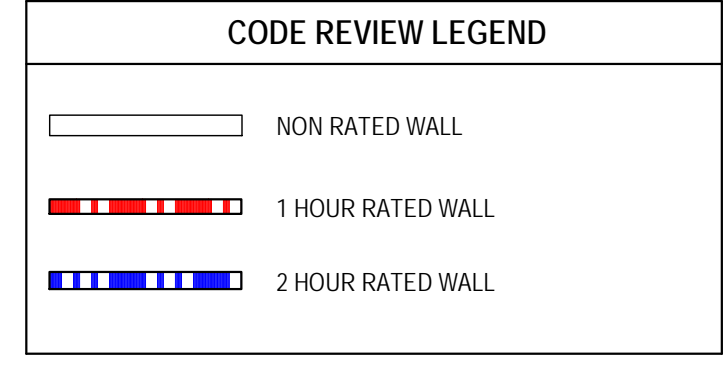 CODE REVIEW LEGEND
NON RATED WALL
1 HOUR RATED WALL
2 HOUR RATED WALL